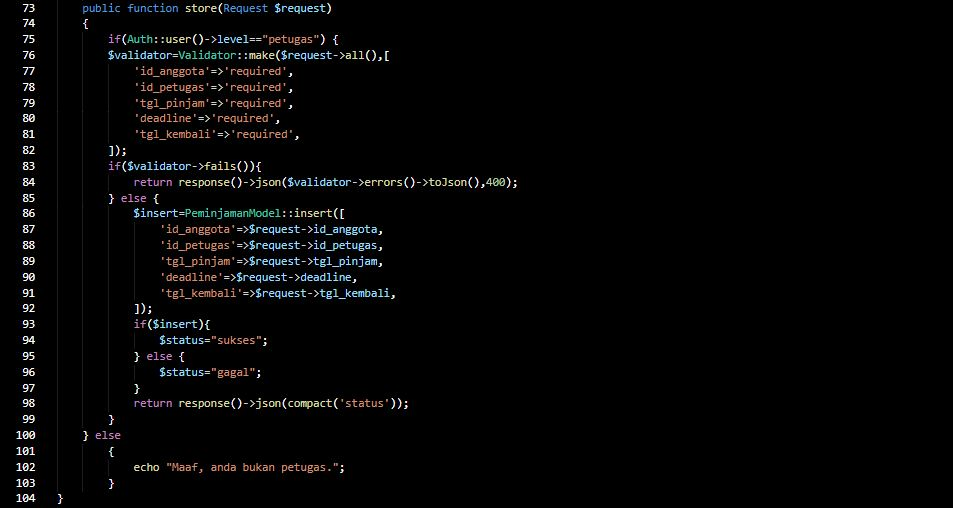 73 public function store(Request $request)
74 {
75 if(Auth::user()->level=="petugas") {
76 $validator=Validator::make($request->all(),[
77 'id_anggota'=>'required',
78 'id_petugas'=>'required',
79 'tgl_pinjam'=>'required',
80 'deadline'=>'required',
81 'tgl_kembali'=>'required',
82 ]);
83 if($validator->fails()){
84 return response()->json($validator->errors()->toJson(),400);
85 } else {
86 $insert=PeminjamanModel::insert([
87 'id_anggota'=>$request->id_anggota,
88 'id_petugas'=>$request->id_petugas,
89 'tgl_pinjam'=>$request->tgl_pinjam,
90 'deadline'=>$request->deadline,
91 'tgl_kembali'=>$request->tgl_kembali,
92 ]);
93 if($insert){
94 $status="sukses";
95 } else {
96 $status="gagal";
97 }
98 return response()->json(compact('status'));
99 }
100 } else
101 {
102 echo "Maaf, anda bukan petugas.";
103 }
104 }